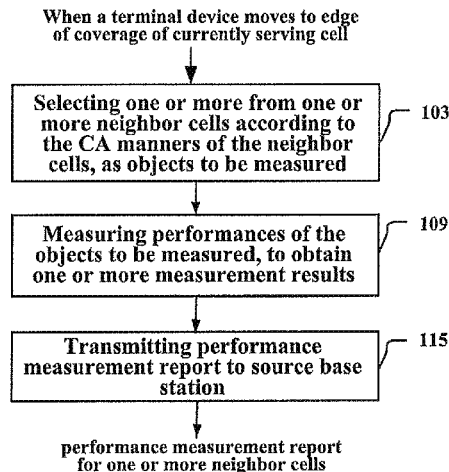 When a terminal device moves to edge
of coverage of currently serving cell
Selecting one or more from one or
more neighbor cells according to
the CA manners of the neighbor
cells, as objects to be measured
103
Measuring performances of the
objects to be measured, to obtain
one or more measurement results
109
Transmitting performance
measurement report to source base
station
115
performance measurement report
for one or more neighbor cells